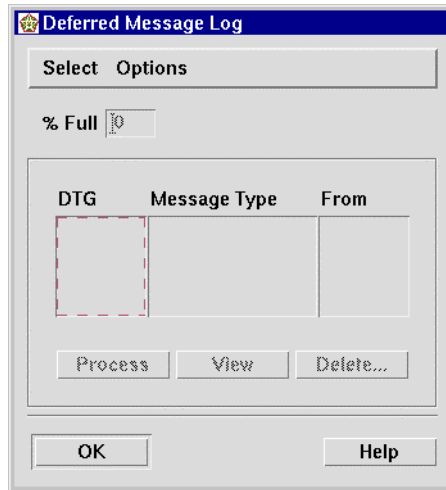 Deferred Message Log
Select Options
% Full 0
DTG Message Type From
Process View Delete...
OK Help